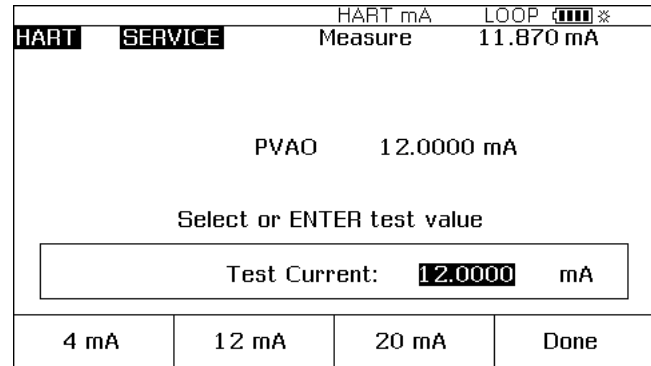 HART mA LOOP
HART SERVICE Measure 11.870 mA
PVAO 12.0000 mA
Select or ENTER test value
Test Current: 12.0000 mA
4 mA 12 mA 20 mA Done